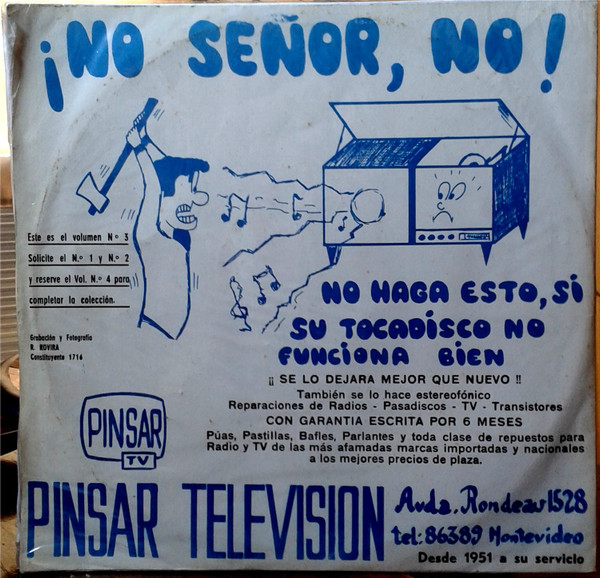 ¡NO SEÑOR, NO!
Este es el volumen Nº 3
Solicite el N.º 1 y N.º 2
y reserve el Vol. N.º 4 para
completar la colección.
Grabación y Fotografía
R. ROVIRA
Constituyente 1716
NO HAGA ESTO, SI
SU TOCADISCO NO
FUNCIONA BIEN
¡¡ SE LO DEJARA MEJOR QUE NUEVO !!
También se lo hace estereofónico
Reparaciones de Radios - Pasadiscos - TV - Transistores
CON GARANTIA ESCRITA POR 6 MESES
Púas, Pastillas, Bafles, Parlantes y toda clase de repuestos para
Radio y TV de las más afamadas marcas importadas y nacionales
a los mejores precios de plaza.
PINSAR
TV
PINSAR TELEVISION
Avda. Rondeau 1528
tel: 86389 Montevideo
Desde 1951 a su servicio